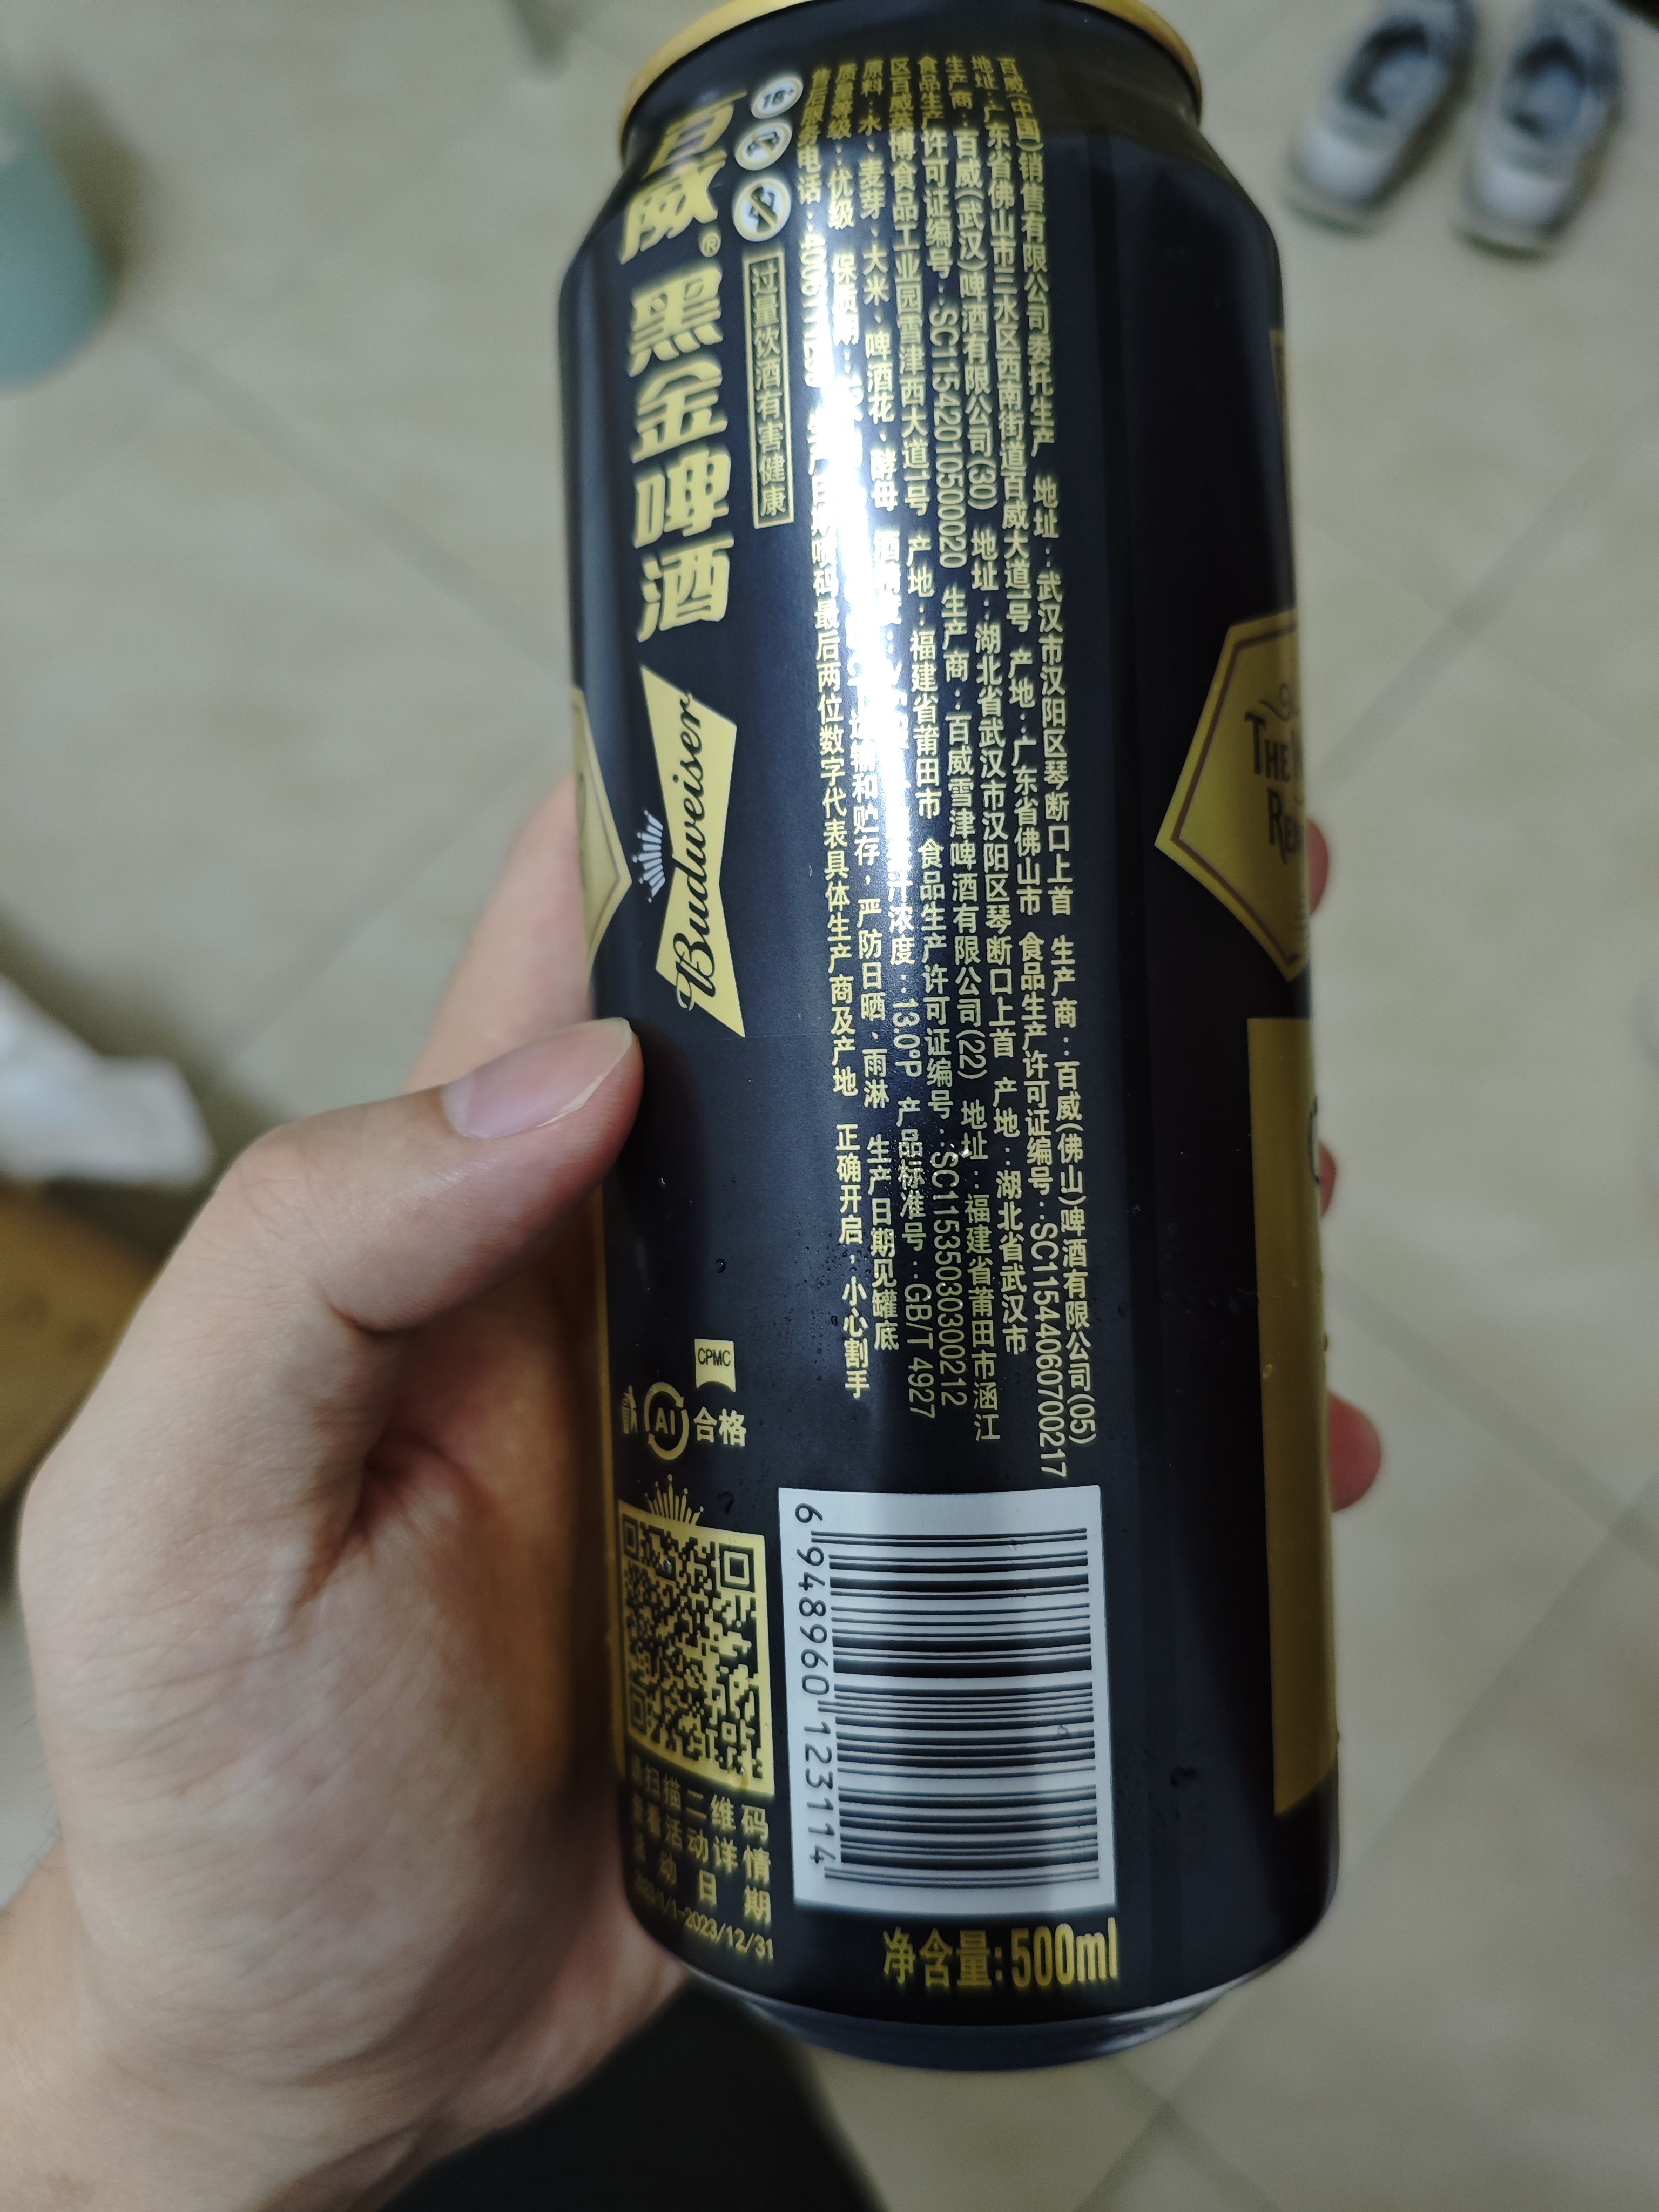 百威® 黑金啤酒
Budweiser
18+
过量饮酒有害健康
百威(中国)销售有限公司委托生产 地址:武汉市汉阳区琴断口上首 生产商:百威(佛山)啤酒有限公司(05)
地址:广东省佛山市三水区西南街道百威大道1号 产地:广东省佛山市 食品生产许可证编号:SC11544060700217
生产商:百威(武汉)啤酒有限公司(30) 地址:湖北省武汉市汉阳区琴断口上首 产地:湖北省武汉市
食品生产许可证编号:SC11542010500020 生产商:百威雪津啤酒有限公司(22) 地址:福建省莆田市涵江
区百威英博食品工业园雪津西大道1号 产地:福建省莆田市 食品生产许可证编号:SC11535030300212
原料:水、麦芽、大米、啤酒花、酵母 浓度:13.0°P 产品标准号:GB/T 4927
质量等级:优级 保质期: 运输和贮存,严防日晒、雨淋 生产日期见罐底
售后服务电话: 生产日期喷码最后两位数字代表具体生产商及产地 正确开启,小心割手
CPMC
Al
合格
扫描二维码
查看活动详情
活动日期
2023/1/1-2023/12/31
6 948960 123114
净含量:500ml
THE